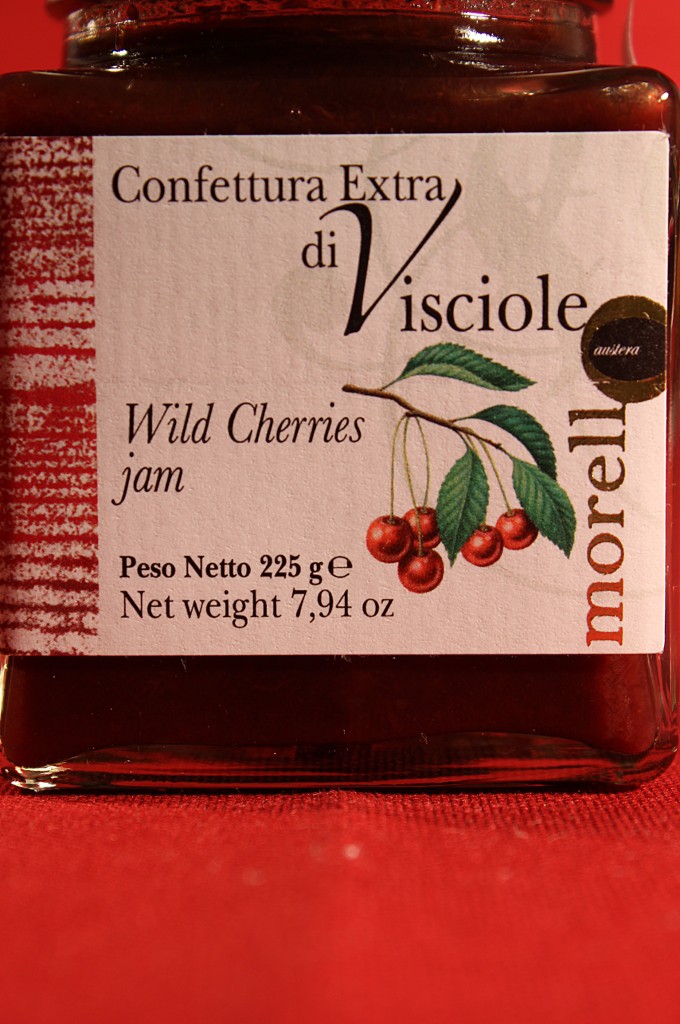 Confettura Extra
di Visciole
Wild Cherries
jam
Peso Netto 225 g ℮
Net weight 7,94 oz
morello
austera